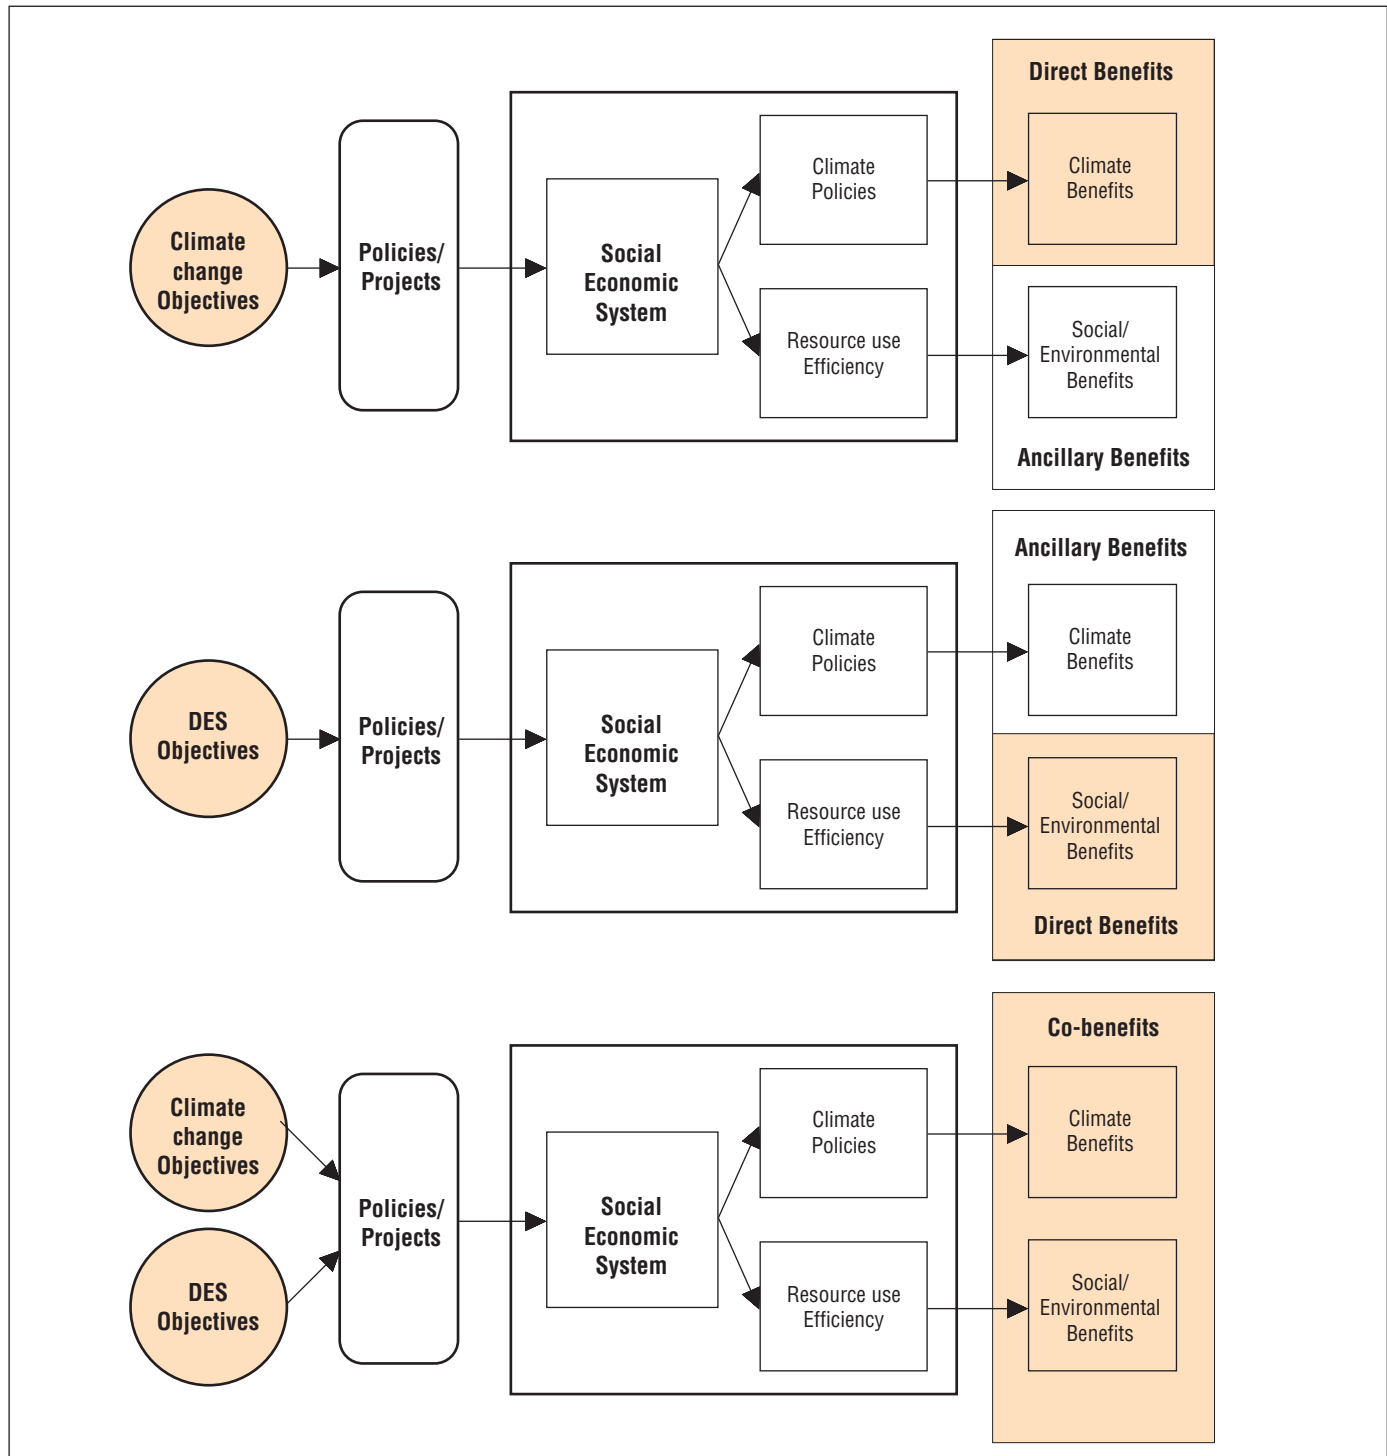 Direct Benefits
Climate
Policies
Climate
Benefits
Climate
change
Objectives
Policies/
Projects
Social
Economic
System
Resource use
Efficiency
Social/
Environmental
Benefits
Ancillary Benefits
Ancillary Benefits
Climate
Policies
Climate
Benefits
DES
Objectives
Policies/
Projects
Social
Economic
System
Resource use
Efficiency
Social/
Environmental
Benefits
Direct Benefits
Co-benefits
Climate
change
Objectives
Climate
Policies
Climate
Benefits
Policies/
Projects
Social
Economic
System
DES
Objectives
Resource use
Efficiency
Social/
Environmental
Benefits